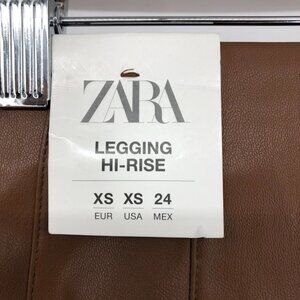 ZARA
LEGGING
HI-RISE
XS XS 24
EUR USA MEX